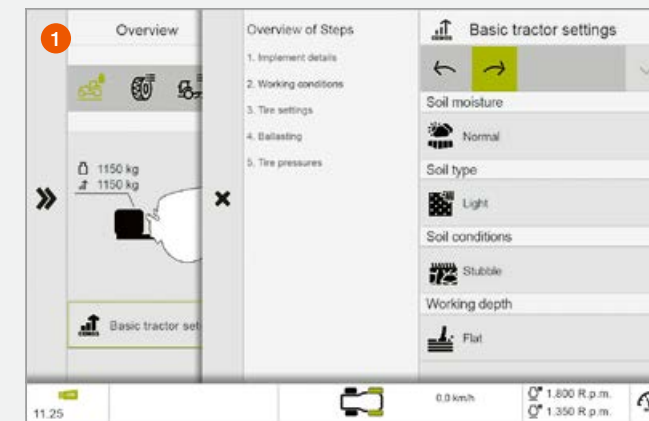 1
Overview
1150 kg
1150 kg
Basic tractor set
11.25
Overview of Steps
1. Implement details
2. Working conditions
3. Tire settings
4. Ballasting
5. Tire pressures
Basic tractor settings
Soil moisture
Normal
Soil type
Light
Soil conditions
Stubble
Working depth
Flat
0,0 km/h
1.800 R.p.m.
1.350 R.p.m.